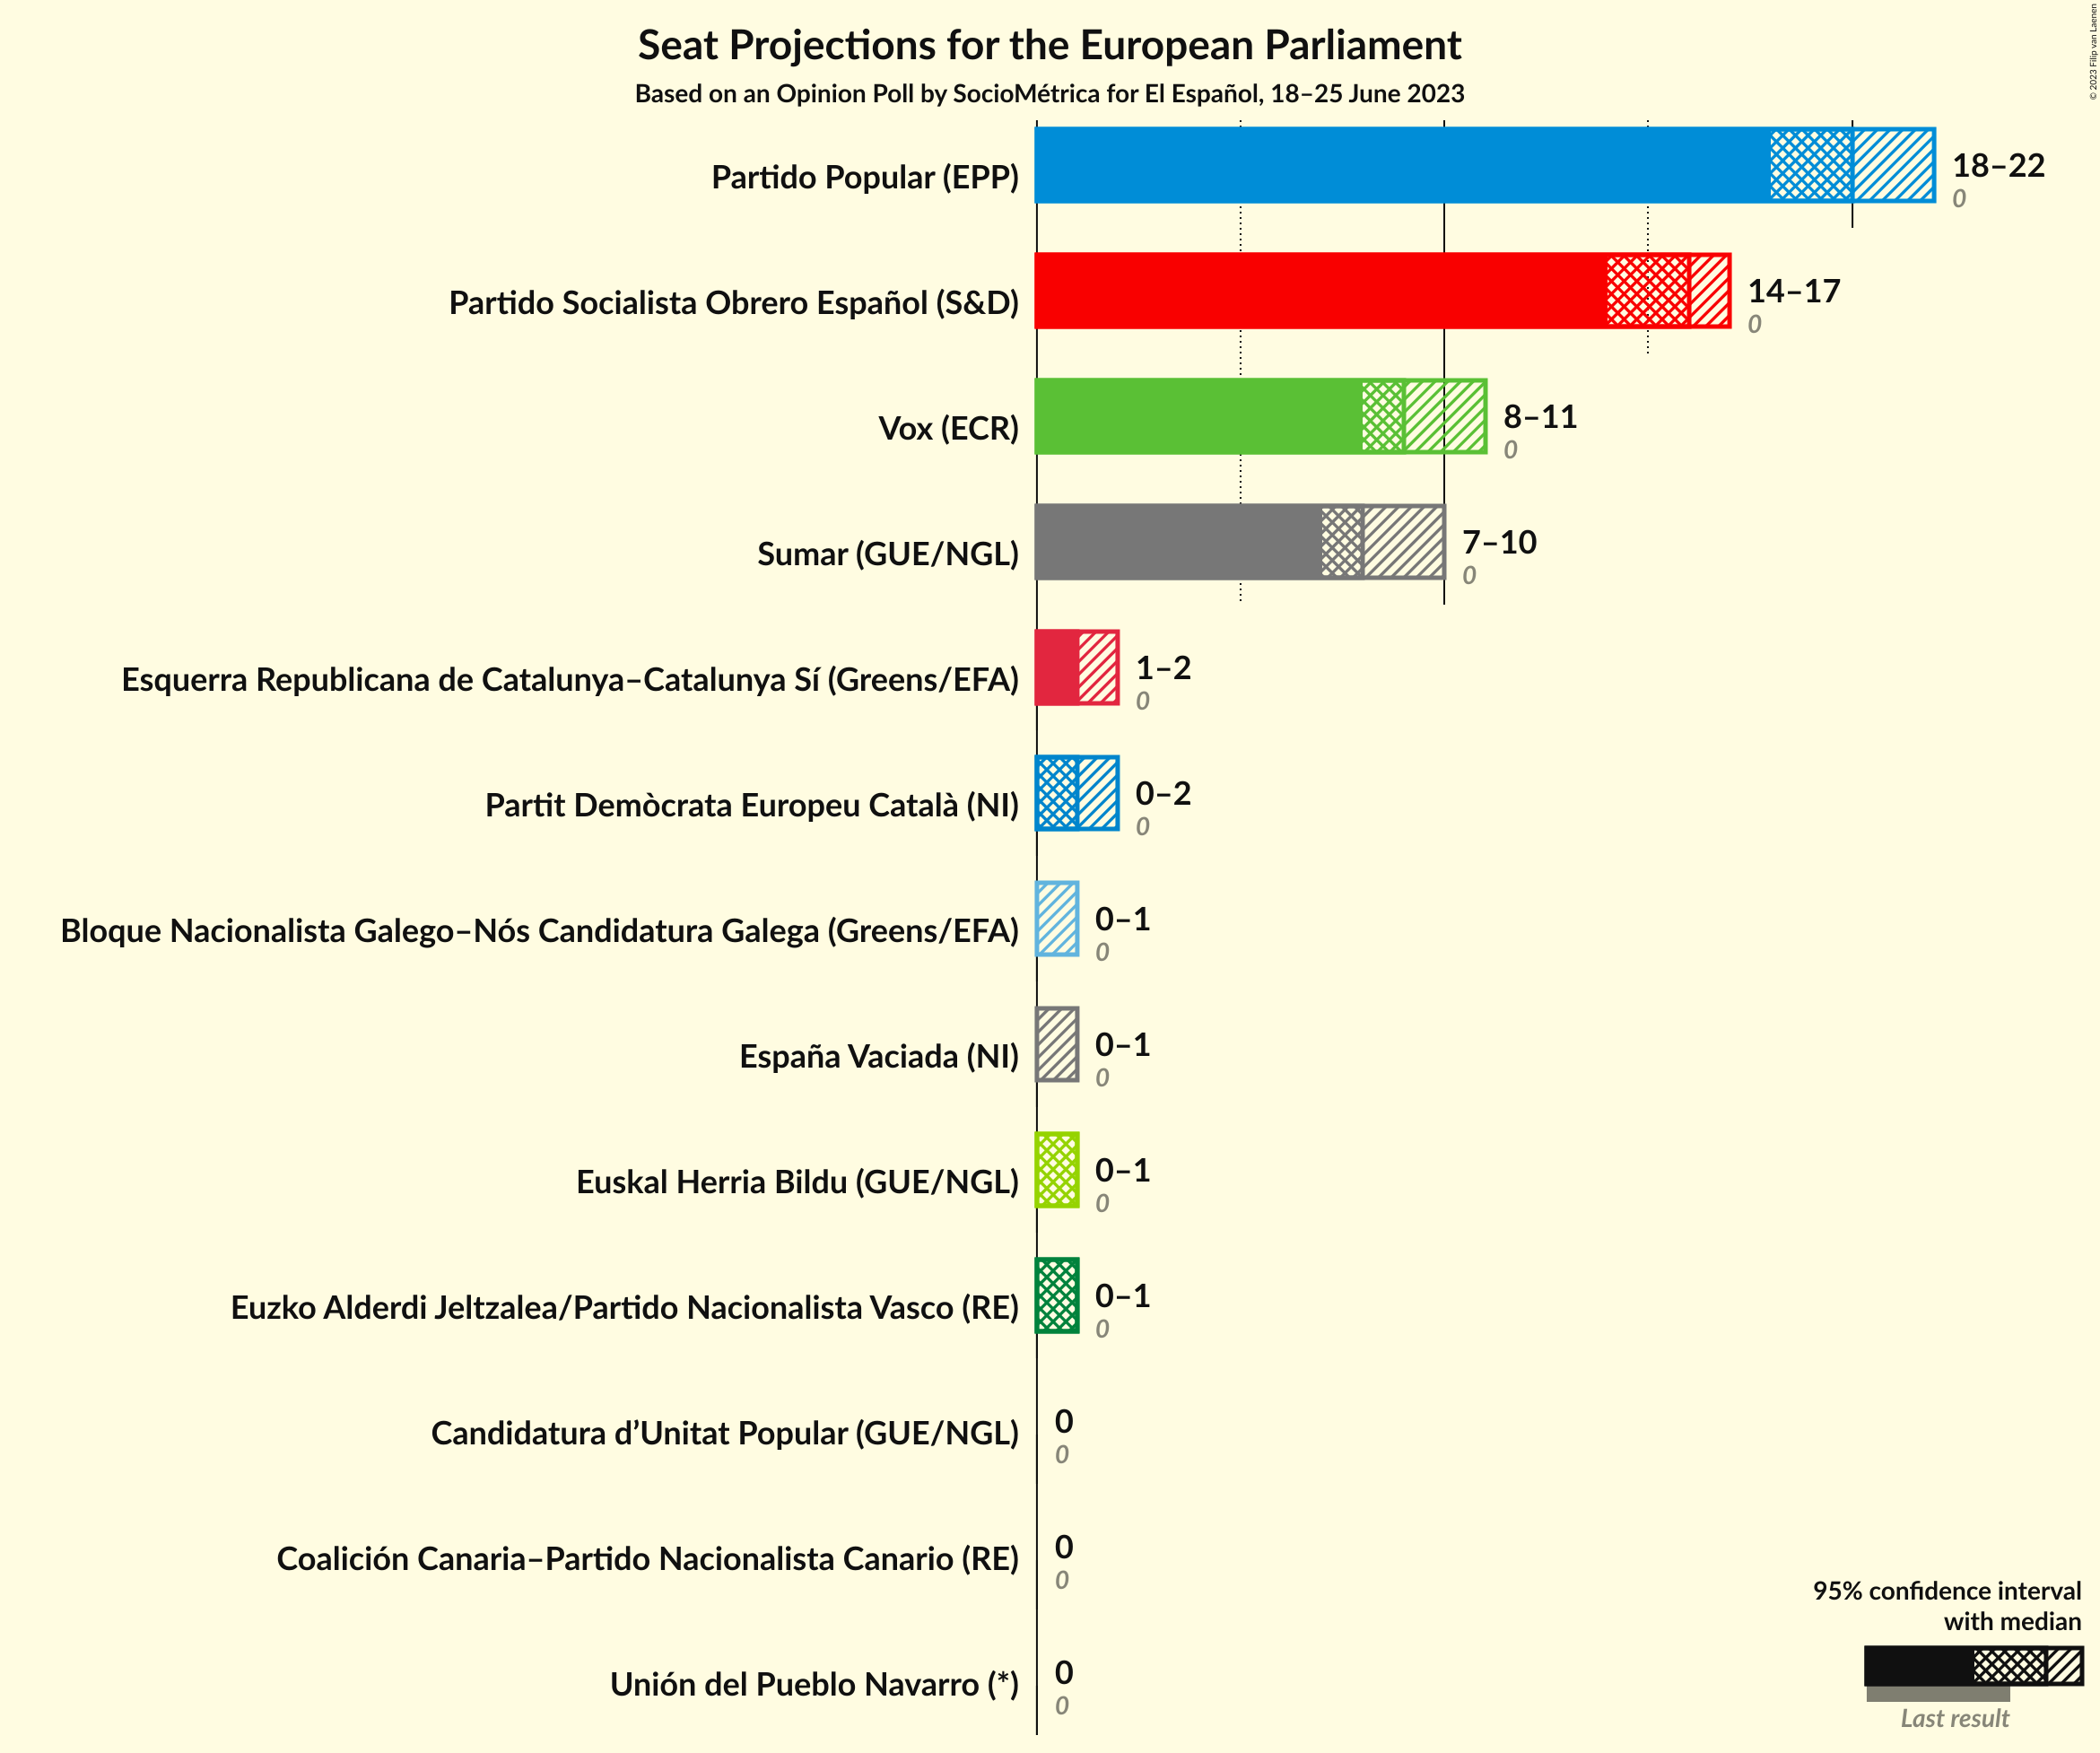 Seat Projections for the European Parliament
Based on an Opinion Poll by SocioMétrica for El Español, 18–25 June 2023
© 2023 Filip van Laenen
Partido Popular (EPP)
18–22
0
Partido Socialista Obrero Español (S&D)
14–17
0
Vox (ECR)
8–11
0
Sumar (GUE/NGL)
7–10
0
Esquerra Republicana de Catalunya–Catalunya Sí (Greens/EFA)
1–2
0
Partit Demòcrata Europeu Català (NI)
0–2
0
Bloque Nacionalista Galego–Nós Candidatura Galega (Greens/EFA)
0–1
0
España Vaciada (NI)
0–1
0
Euskal Herria Bildu (GUE/NGL)
0–1
0
Euzko Alderdi Jeltzalea/Partido Nacionalista Vasco (RE)
0–1
0
Candidatura d’Unitat Popular (GUE/NGL)
0
0
Coalición Canaria–Partido Nacionalista Canario (RE)
0
0
Unión del Pueblo Navarro (*)
0
0
95% confidence interval
with median
Last result